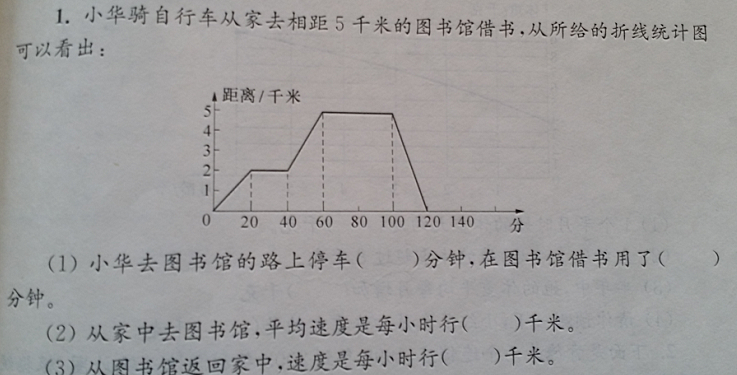 1. 小华骑自行车从家去相距5千米的图书馆借书,从所给的折线统计图
可以看出：
距离/千米
5
4
3
2
1
0 20 40 60 80 100 120 140 分
(1) 小华去图书馆的路上停车( )分钟,在图书馆借书用了( )
分钟。
(2) 从家中去图书馆,平均速度是每小时行( )千米。
(3) 从图书馆返回家中,速度是每小时行( )千米。